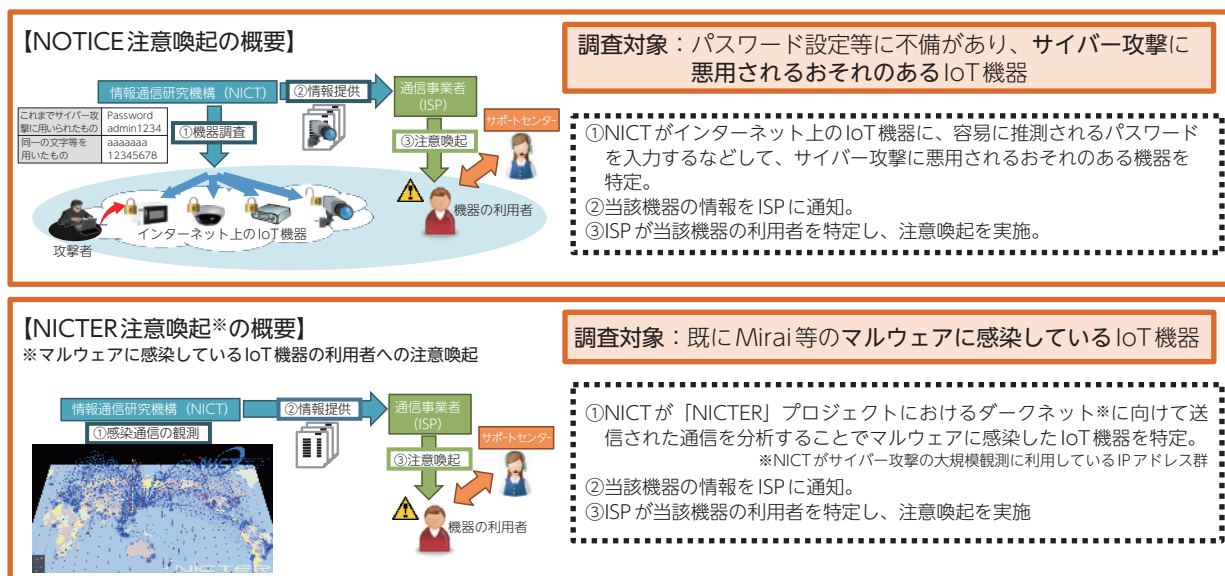 【NOTICE注意喚起の概要】
調査対象：パスワード設定等に不備があり、サイバー攻撃に
悪用されるおそれのあるIoT機器
情報通信研究機構（NICT）
②情報提供
通信事業者
(ISP)
これまでサイバー攻
撃に用いられたもの
Password
admin1234
同一の文字等を
用いたもの
aaaaaaa
12345678
①機器調査
サポートセンター
③注意喚起
機器の利用者
インターネット上のIoT機器
攻撃者
①NICTがインターネット上のIoT機器に、容易に推測されるパスワード
を入力するなどして、サイバー攻撃に悪用されるおそれのある機器を
特定。
②当該機器の情報をISPに通知。
③ISPが当該機器の利用者を特定し、注意喚起を実施。
【NICTER注意喚起※の概要】
※マルウェアに感染しているIoT機器の利用者への注意喚起
調査対象：既にMirai等のマルウェアに感染しているIoT機器
情報通信研究機構（NICT）
②情報提供
通信事業者
(ISP)
①感染通信の観測
サポートセンター
③注意喚起
機器の利用者
NICT
NICTER
①NICTが「NICTER」プロジェクトにおけるダークネット※に向けて送
信された通信を分析することでマルウェアに感染したIoT機器を特定。
※NICTがサイバー攻撃の大規模観測に利用しているIPアドレス群
②当該機器の情報をISPに通知。
③ISPが当該機器の利用者を特定し、注意喚起を実施